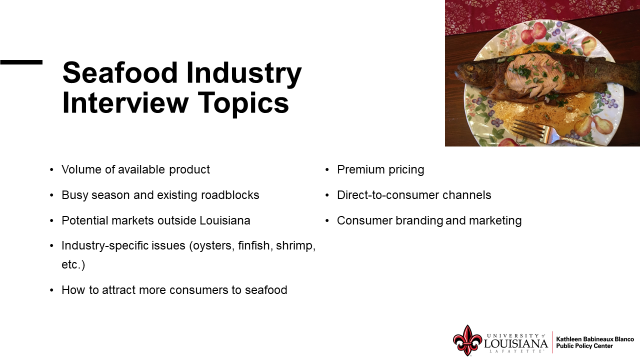 Seafood Industry
Interview Topics
• Volume of available product
• Busy season and existing roadblocks
• Potential markets outside Louisiana
• Industry-specific issues (oysters, finfish, shrimp,
etc.)
• How to attract more consumers to seafood
• Premium pricing
• Direct-to-consumer channels
• Consumer branding and marketing
UNIVERSITY of
LOUISIANA
LAFAYETTE
Kathleen Babineaux Blanco
Public Policy Center